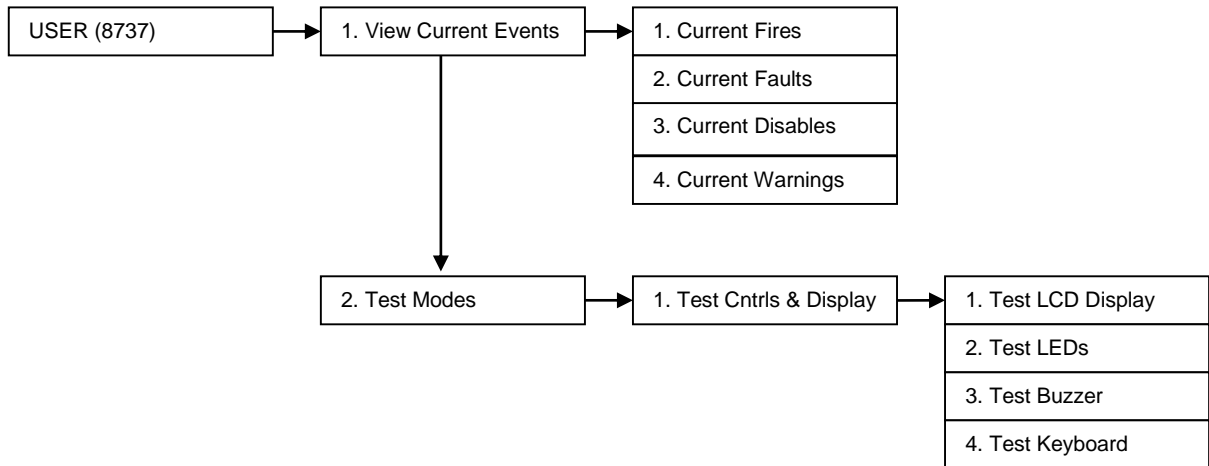 USER (8737)
1. View Current Events
1. Current Fires
2. Current Faults
3. Current Disables
4. Current Warnings
2. Test Modes
1. Test Cntrls & Display
1. Test LCD Display
2. Test LEDs
3. Test Buzzer
4. Test Keyboard